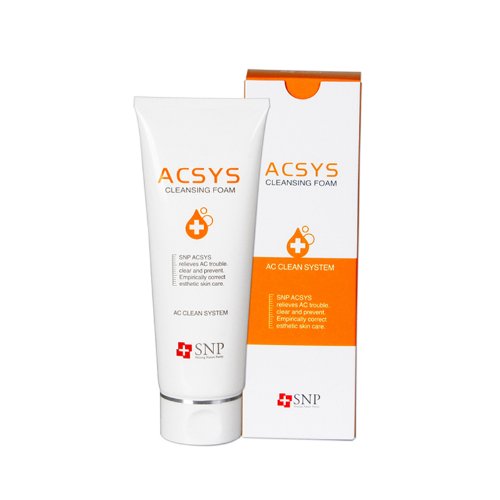 ACSYS
CLEANSING FOAM
SNP ACSYS
relieves AC trouble.
clear and prevent.
Empirically correct
esthetic skin care.
AC CLEAN SYSTEM
SNP
ACSYS
CLEANSING FOAM
AC CLEAN SYSTEM
SNP ACSYS
relieves AC trouble.
clear and prevent.
Empirically correct
esthetic skin care.
SNP